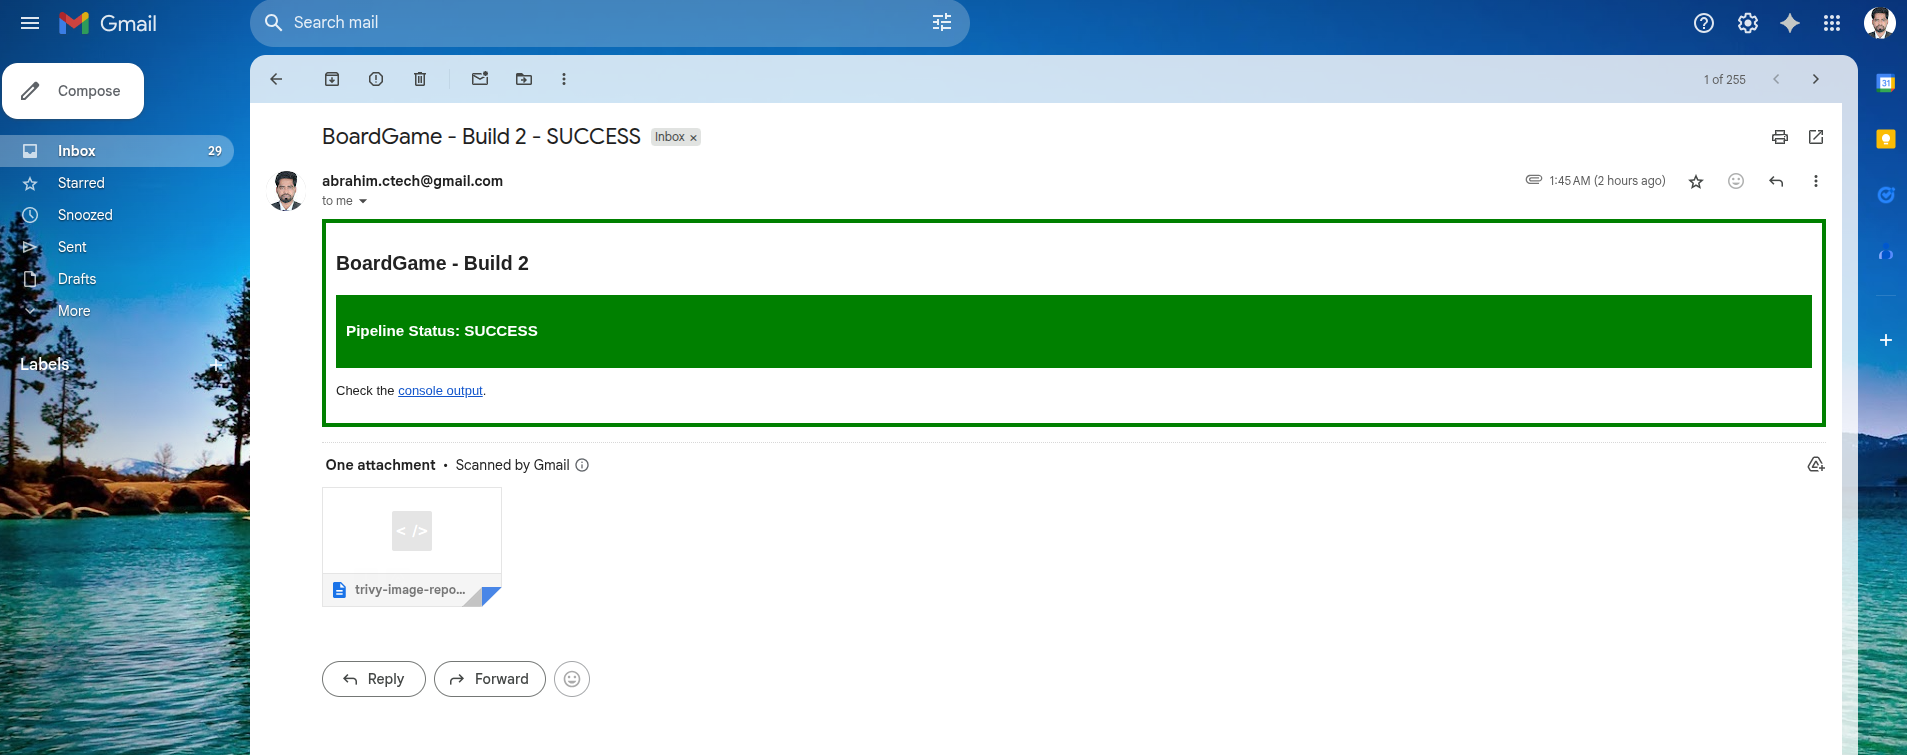 Gmail
Search mail
Compose
1 of 255
Inbox 29
Starred
Snoozed
Sent
Drafts
More
Labels
BoardGame - Build 2 - SUCCESS Inbox ×
abrahim.ctech@gmail.com 1:45 AM (2 hours ago)
to me
BoardGame - Build 2
Pipeline Status: SUCCESS
Check the console output.
One attachment • Scanned by Gmail
< />
trivy-image-repo...
Reply Forward
31